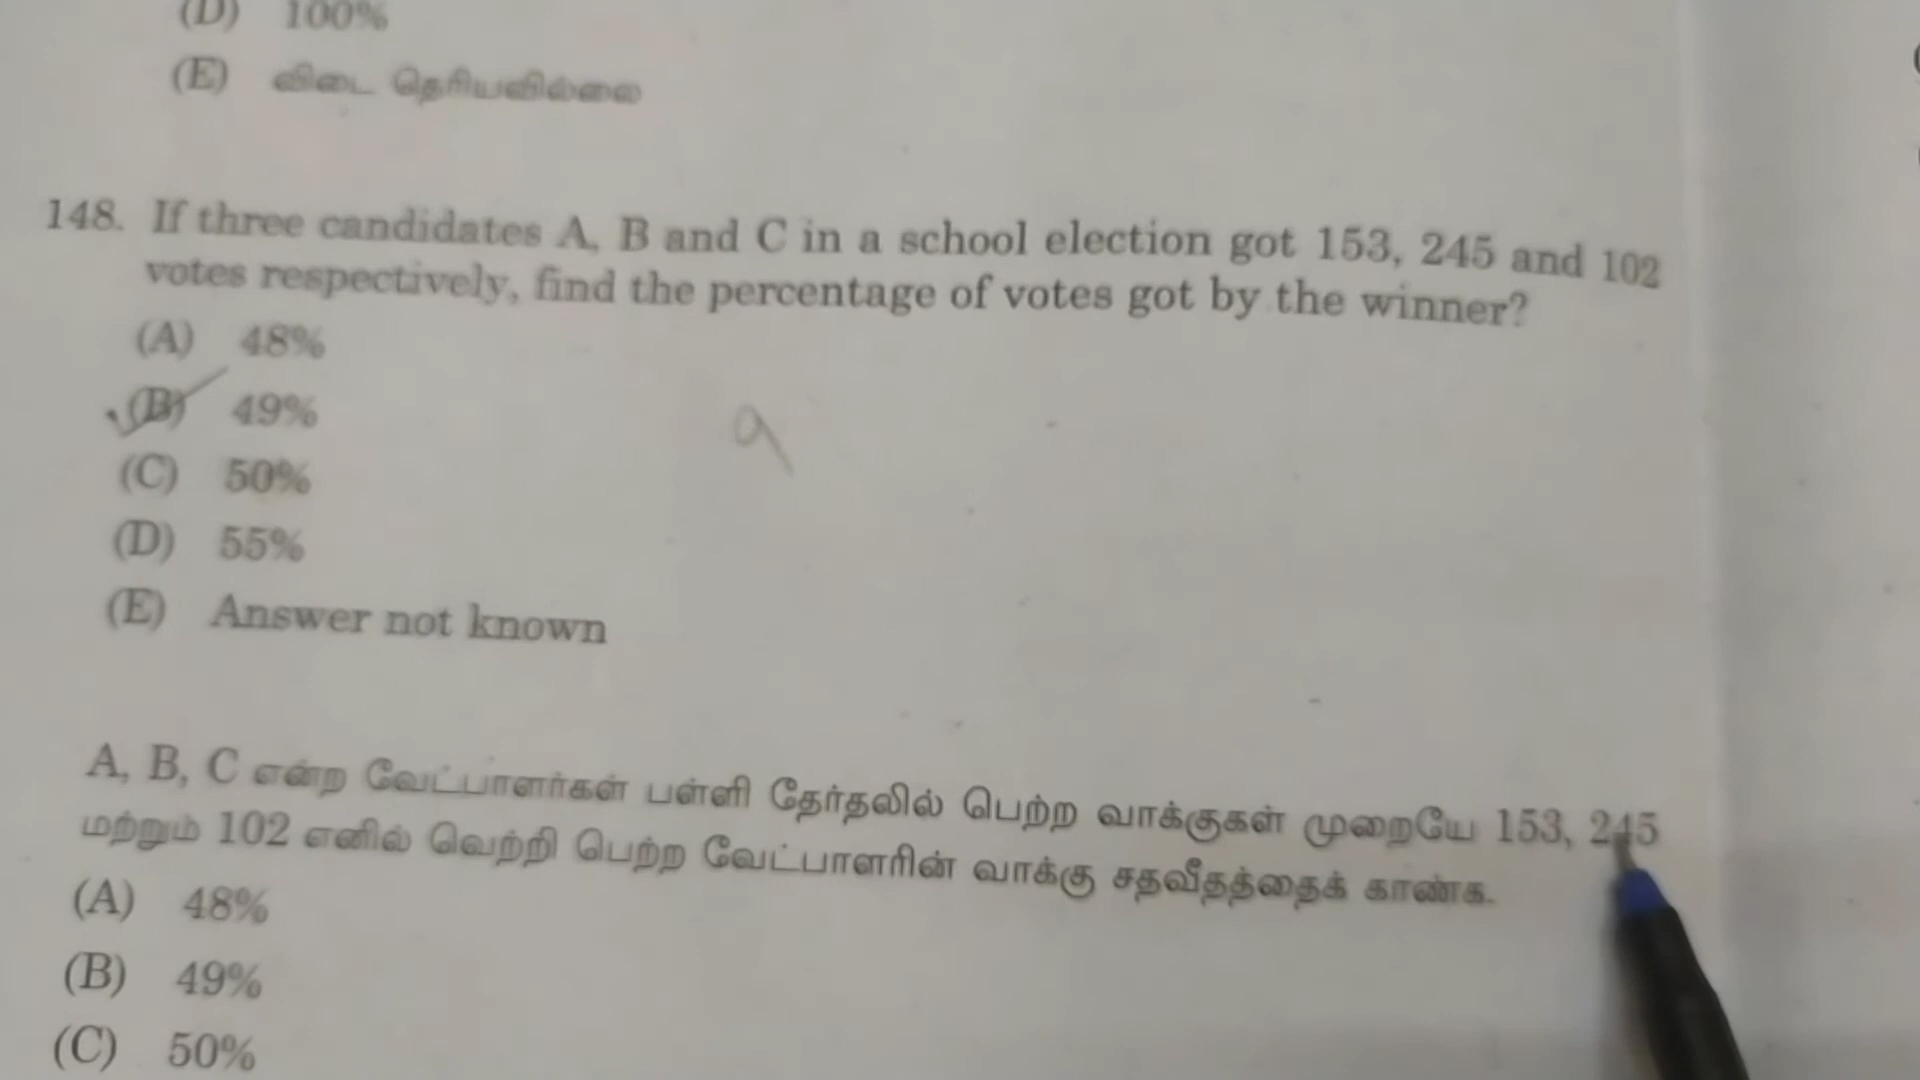 (D) 100%
(E) விடை தெரியவில்லை
148. If three candidates A, B and C in a school election got 153, 245 and 102
votes respectively, find the percentage of votes got by the winner?
(A) 48%
(B) 49%
(C) 50%
(D) 55%
(E) Answer not known
A, B, C என்ற வேட்பாளர்கள் பள்ளி தேர்தலில் பெற்ற வாக்குகள் முறையே 153, 245
மற்றும் 102 எனில் வெற்றி பெற்ற வேட்பாளரின் வாக்கு சதவீதத்தைக் காண்க.
(A) 48%
(B) 49%
(C) 50%